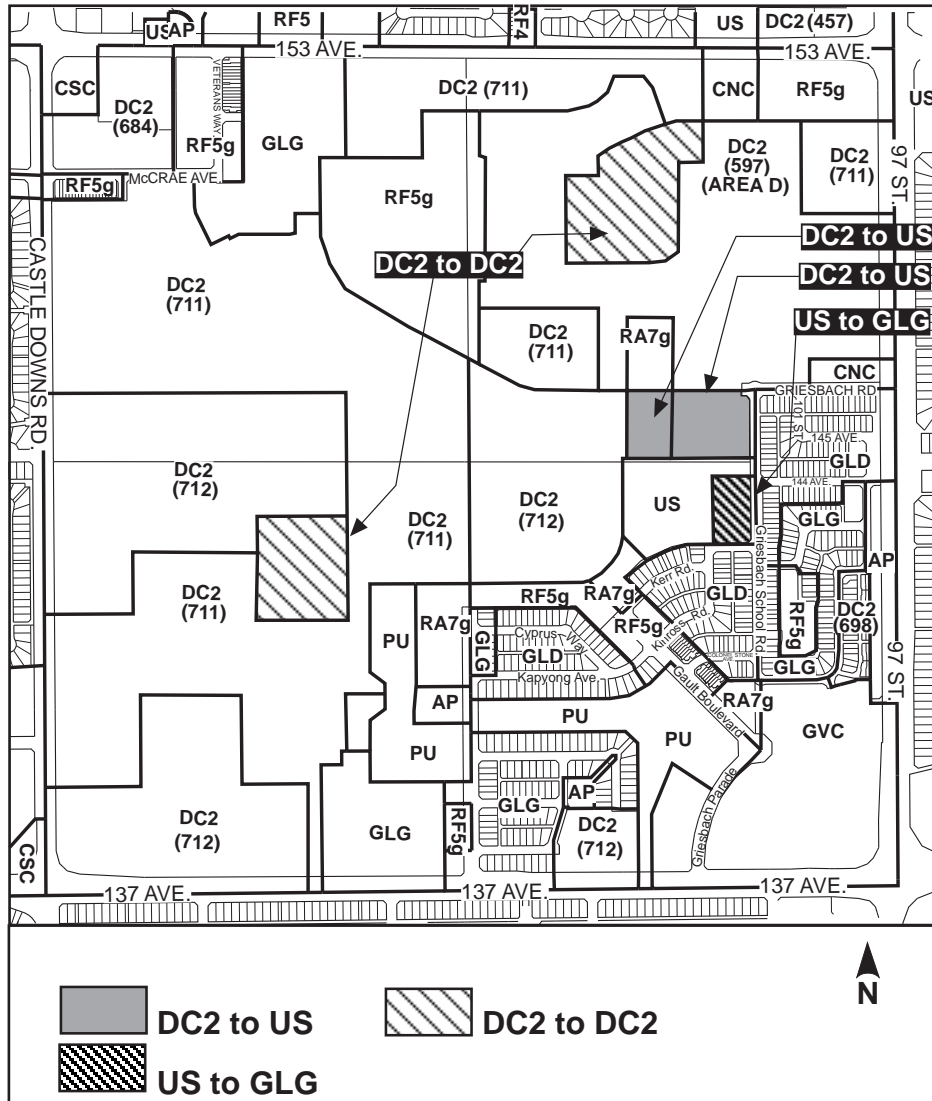 US
AP
RF5
RF4
US
DC2 (457)
153 AVE.
153 AVE.
CSC
DC2
(684)
VETERANS WAY
RF5g
GLG
DC2 (711)
CNC
RF5g
US
McCRAE AVE.
RF5g
RF5g
DC2
(597)
(AREA D)
DC2
(711)
97 ST.
CASTLE DOWNS RD.
DC2 to DC2
DC2 to US
DC2 to US
US to GLG
DC2
(711)
DC2
(711)
RA7g
CNC
GRIESBACH RD
101 ST.
145 AVE.
GLD
144 AVE.
DC2
(712)
DC2
(711)
DC2
(712)
US
GLG
AP
Griesbach School Rd.
DC2
(711)
Kerr Rd.
RA7g
GLD
RF5g
Kinross Rd.
RF5g
DC2
(698)
RF5g
PU
RA7g
GLG
Cyprus Way
GLD
Kapyong Ave.
COLONEL STONE AVE
GLG
97 ST.
AP
RA7g
Gault Boulevard
PU
PU
PU
GVC
Griesbach Parade
DC2
(712)
GLG
RF5g
GLG
AP
DC2
(712)
CSC
137 AVE.
137 AVE.
137 AVE.
N
DC2 to US
DC2 to DC2
US to GLG